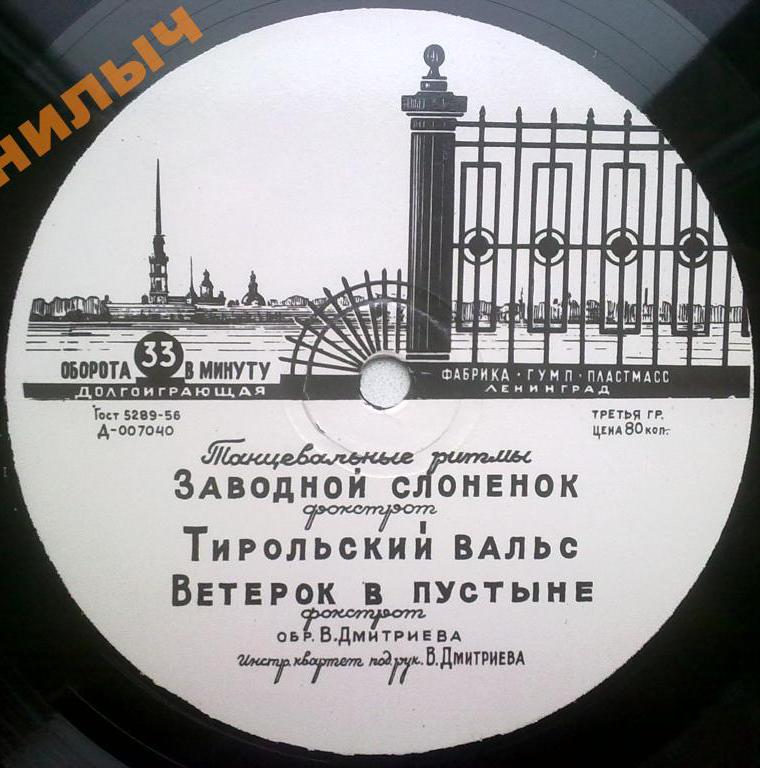 нилыч
ОБОРОТА 33 В МИНУТУ
ДОЛГОИГРАЮЩАЯ
ФАБРИКА · ГУМП · ПЛАСТМАСС
ЛЕНИНГРАД
Гост 5289-56
Д-007040
ТРЕТЬЯ ГР.
ЦЕНА 80 КОП.
Танцевальные ритмы
ЗАВОДНОЙ СЛОНЕНОК
фокстрот
ТИРОЛЬСКИЙ ВАЛЬС
ВЕТЕРОК В ПУСТЫНЕ
фокстрот
ОБР. В. ДМИТРИЕВА
Инстр. квартет под рук. В. ДМИТРИЕВА